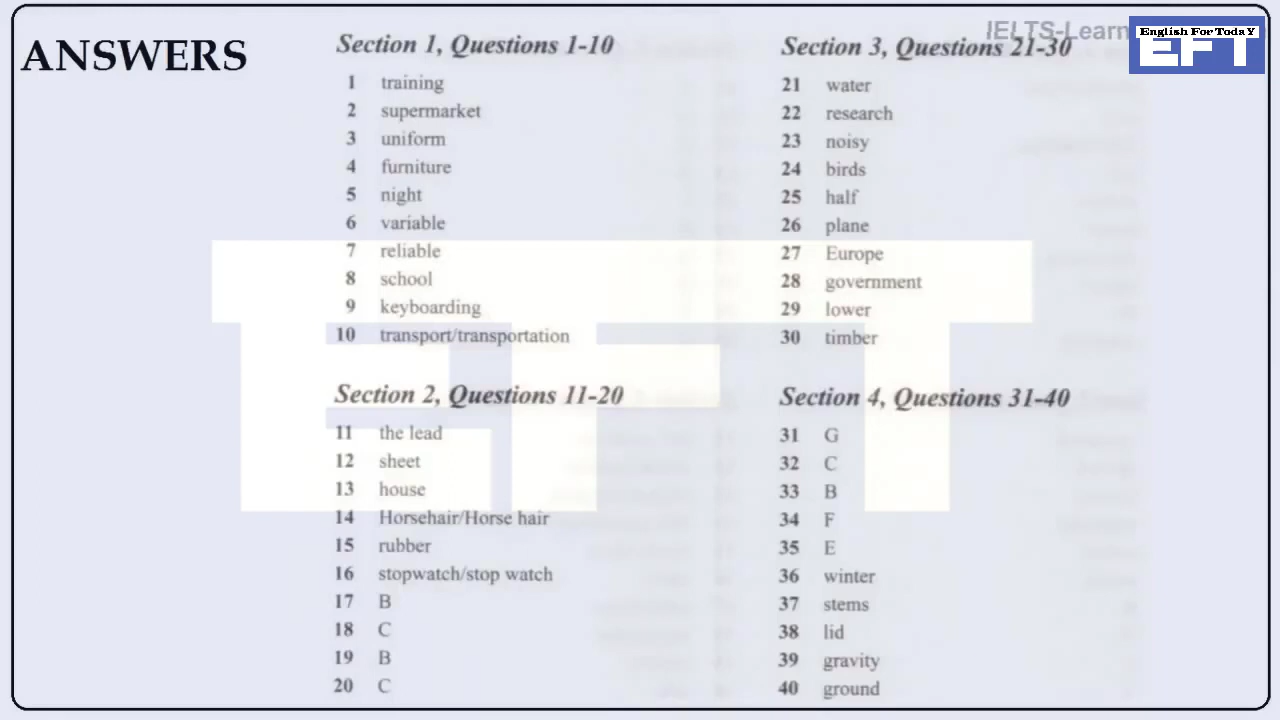 ANSWERS
IELTS-Learn
English For TodaY
EFT
Section 1, Questions 1-10
1 training
2 supermarket
3 uniform
4 furniture
5 night
6 variable
7 reliable
8 school
9 keyboarding
10 transport/transportation
Section 2, Questions 11-20
11 the lead
12 sheet
13 house
14 Horsehair/Horse hair
15 rubber
16 stopwatch/stop watch
17 B
18 C
19 B
20 C
Section 3, Questions 21-30
21 water
22 research
23 noisy
24 birds
25 half
26 plane
27 Europe
28 government
29 lower
30 timber
Section 4, Questions 31-40
31 G
32 C
33 B
34 F
35 E
36 winter
37 stems
38 lid
39 gravity
40 ground
EFT